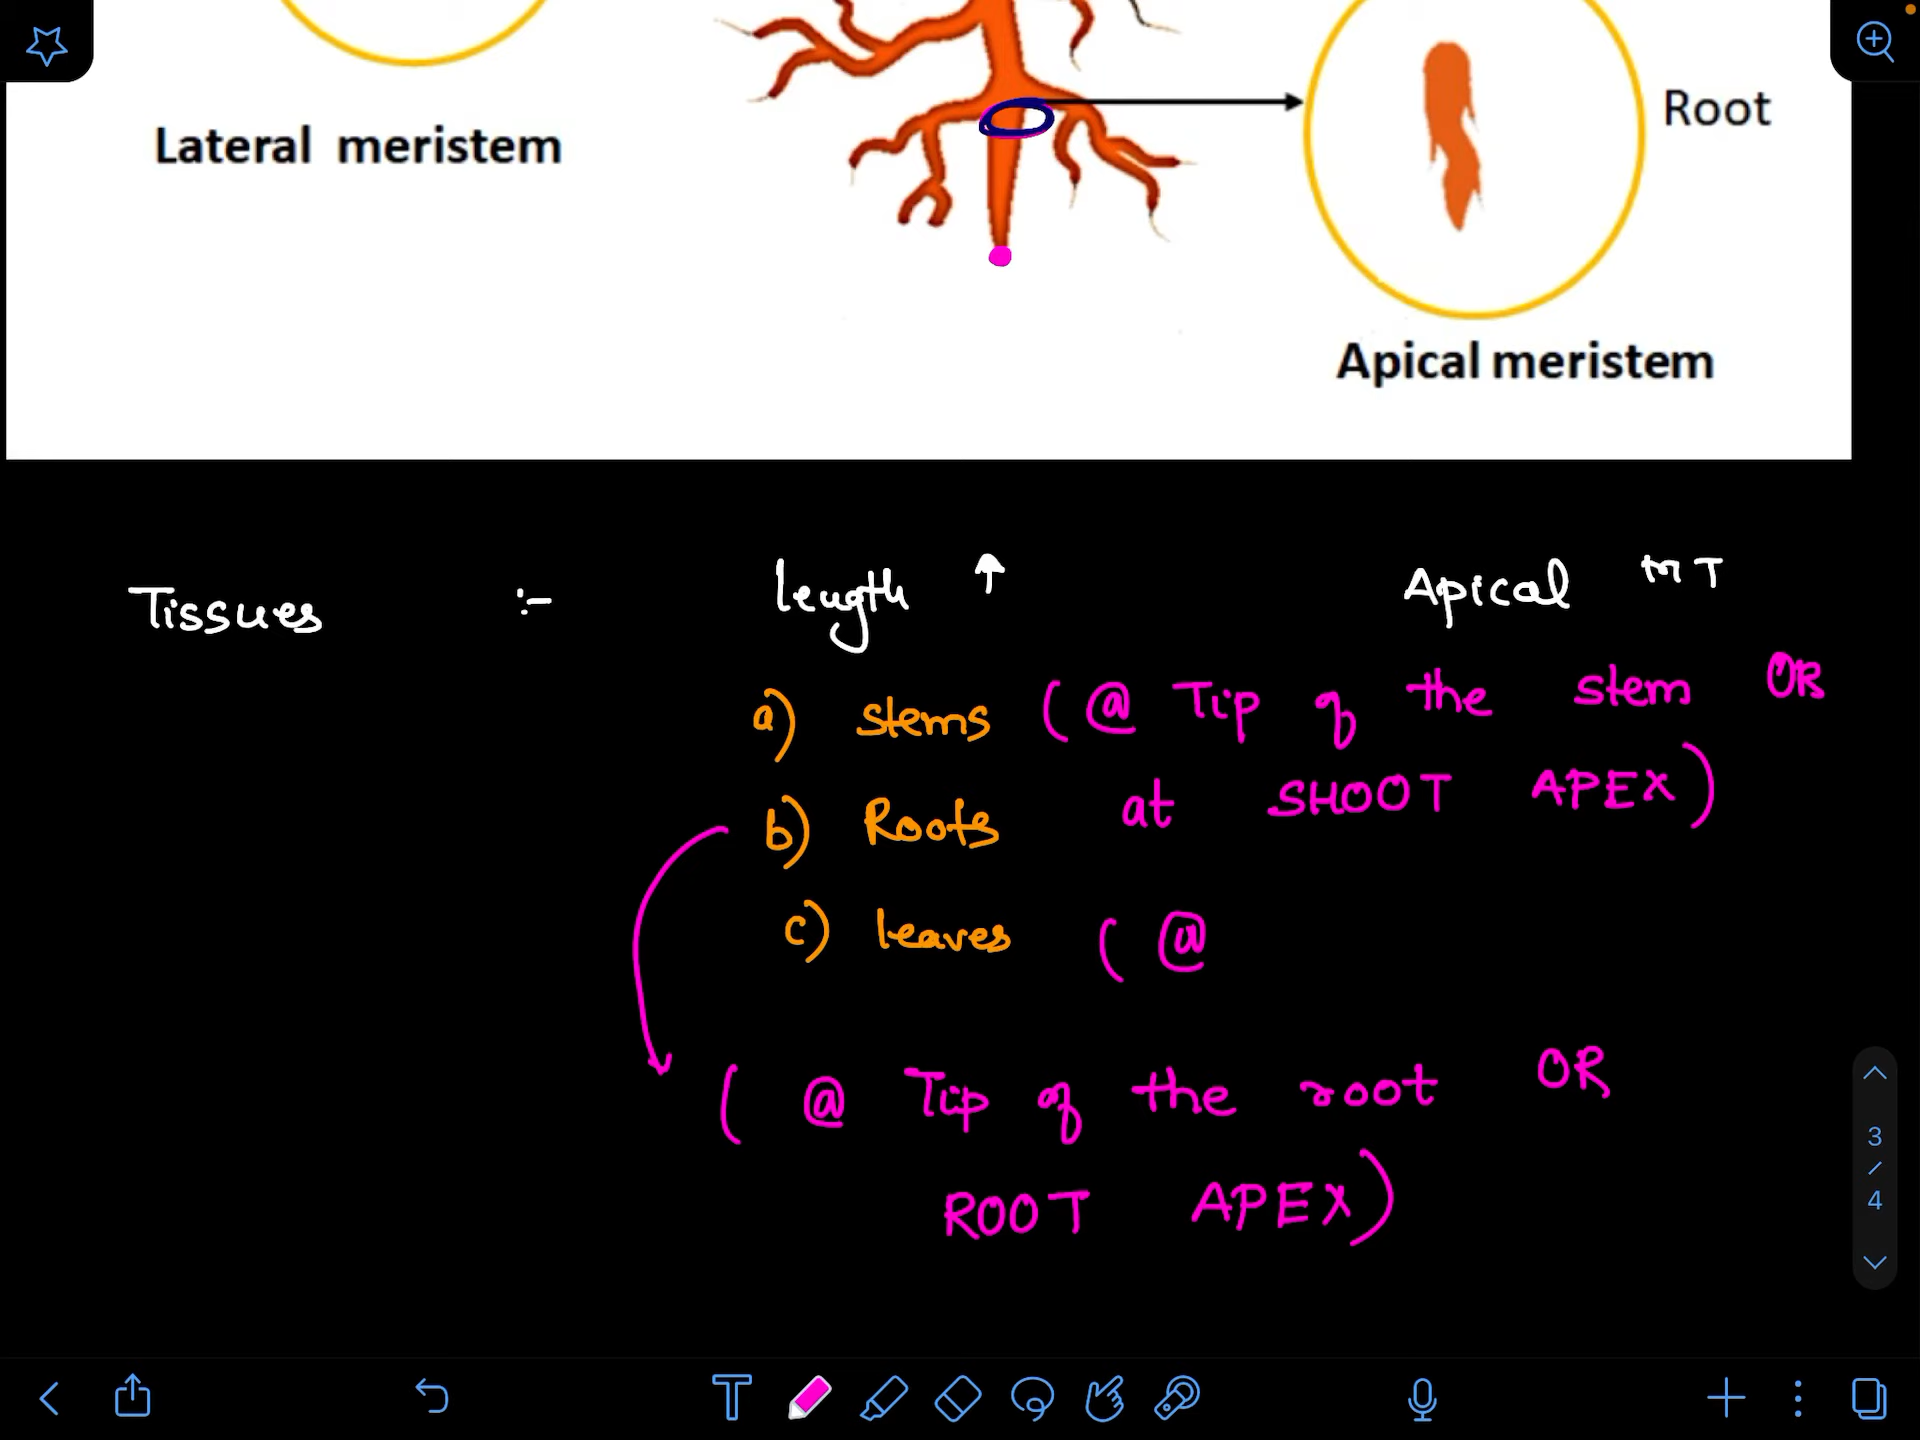 Root
Lateral meristem
Apical meristem
Tissues :- length ↑ Apical MT
a) stems (@ Tip of the stem OR
at SHOOT APEX)
b) Roots
c) leaves (@
(@ Tip of the root OR
ROOT APEX)
3
/
4